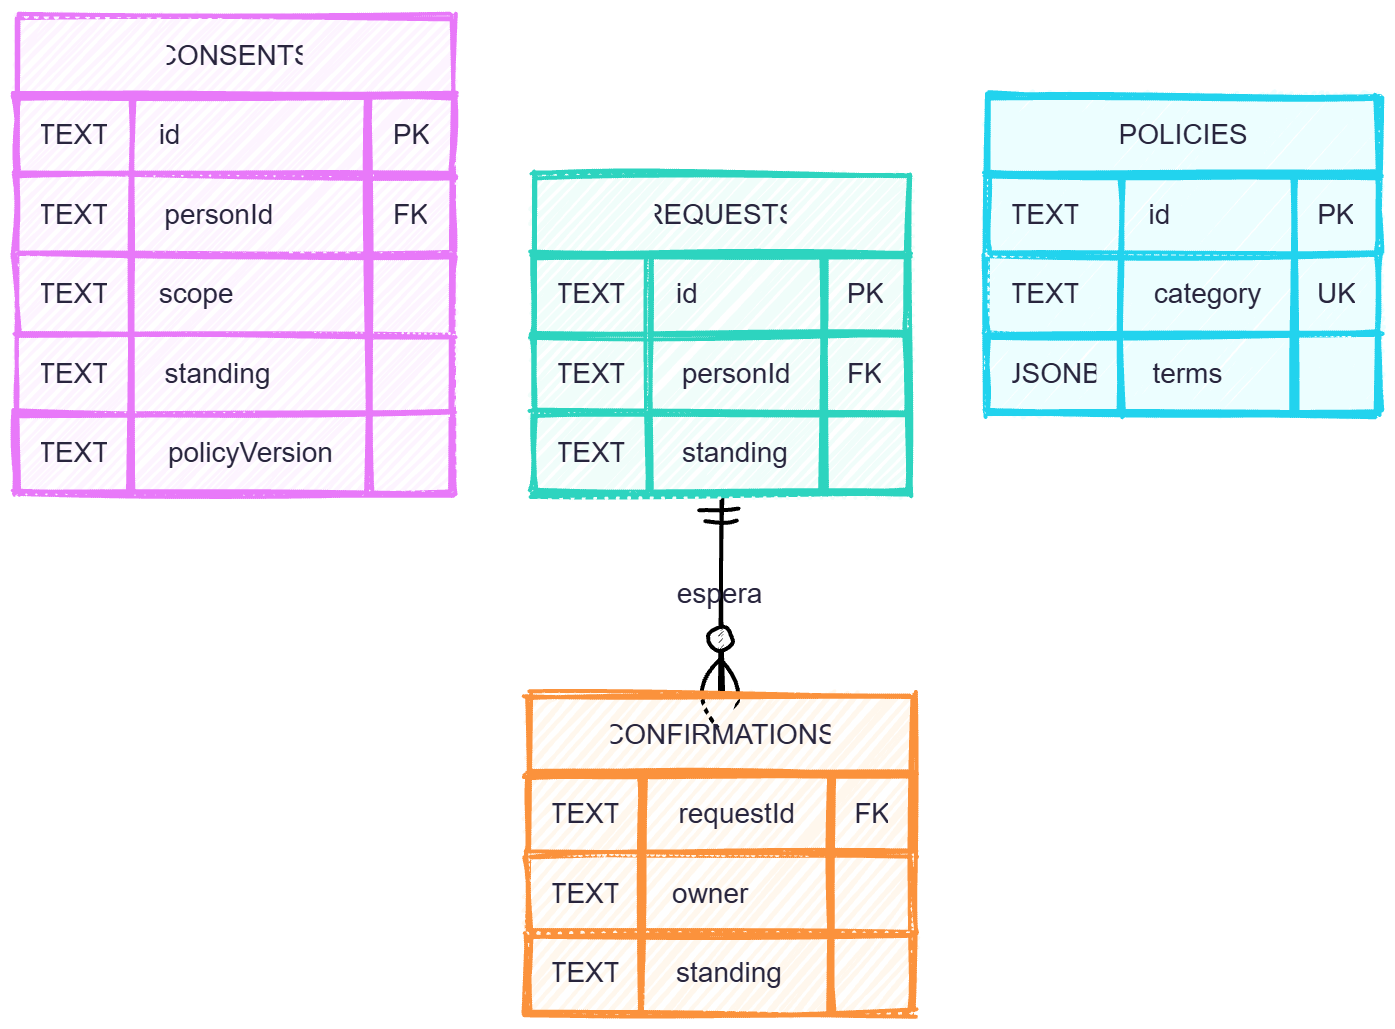 CONSENTS
TEXT id PK
TEXT personId FK
TEXT scope
TEXT standing
TEXT policyVersion
REQUESTS
TEXT id PK
TEXT personId FK
TEXT standing
POLICIES
TEXT id PK
TEXT category UK
JSONB terms
espera
CONFIRMATIONS
TEXT requestId FK
TEXT owner
TEXT standing